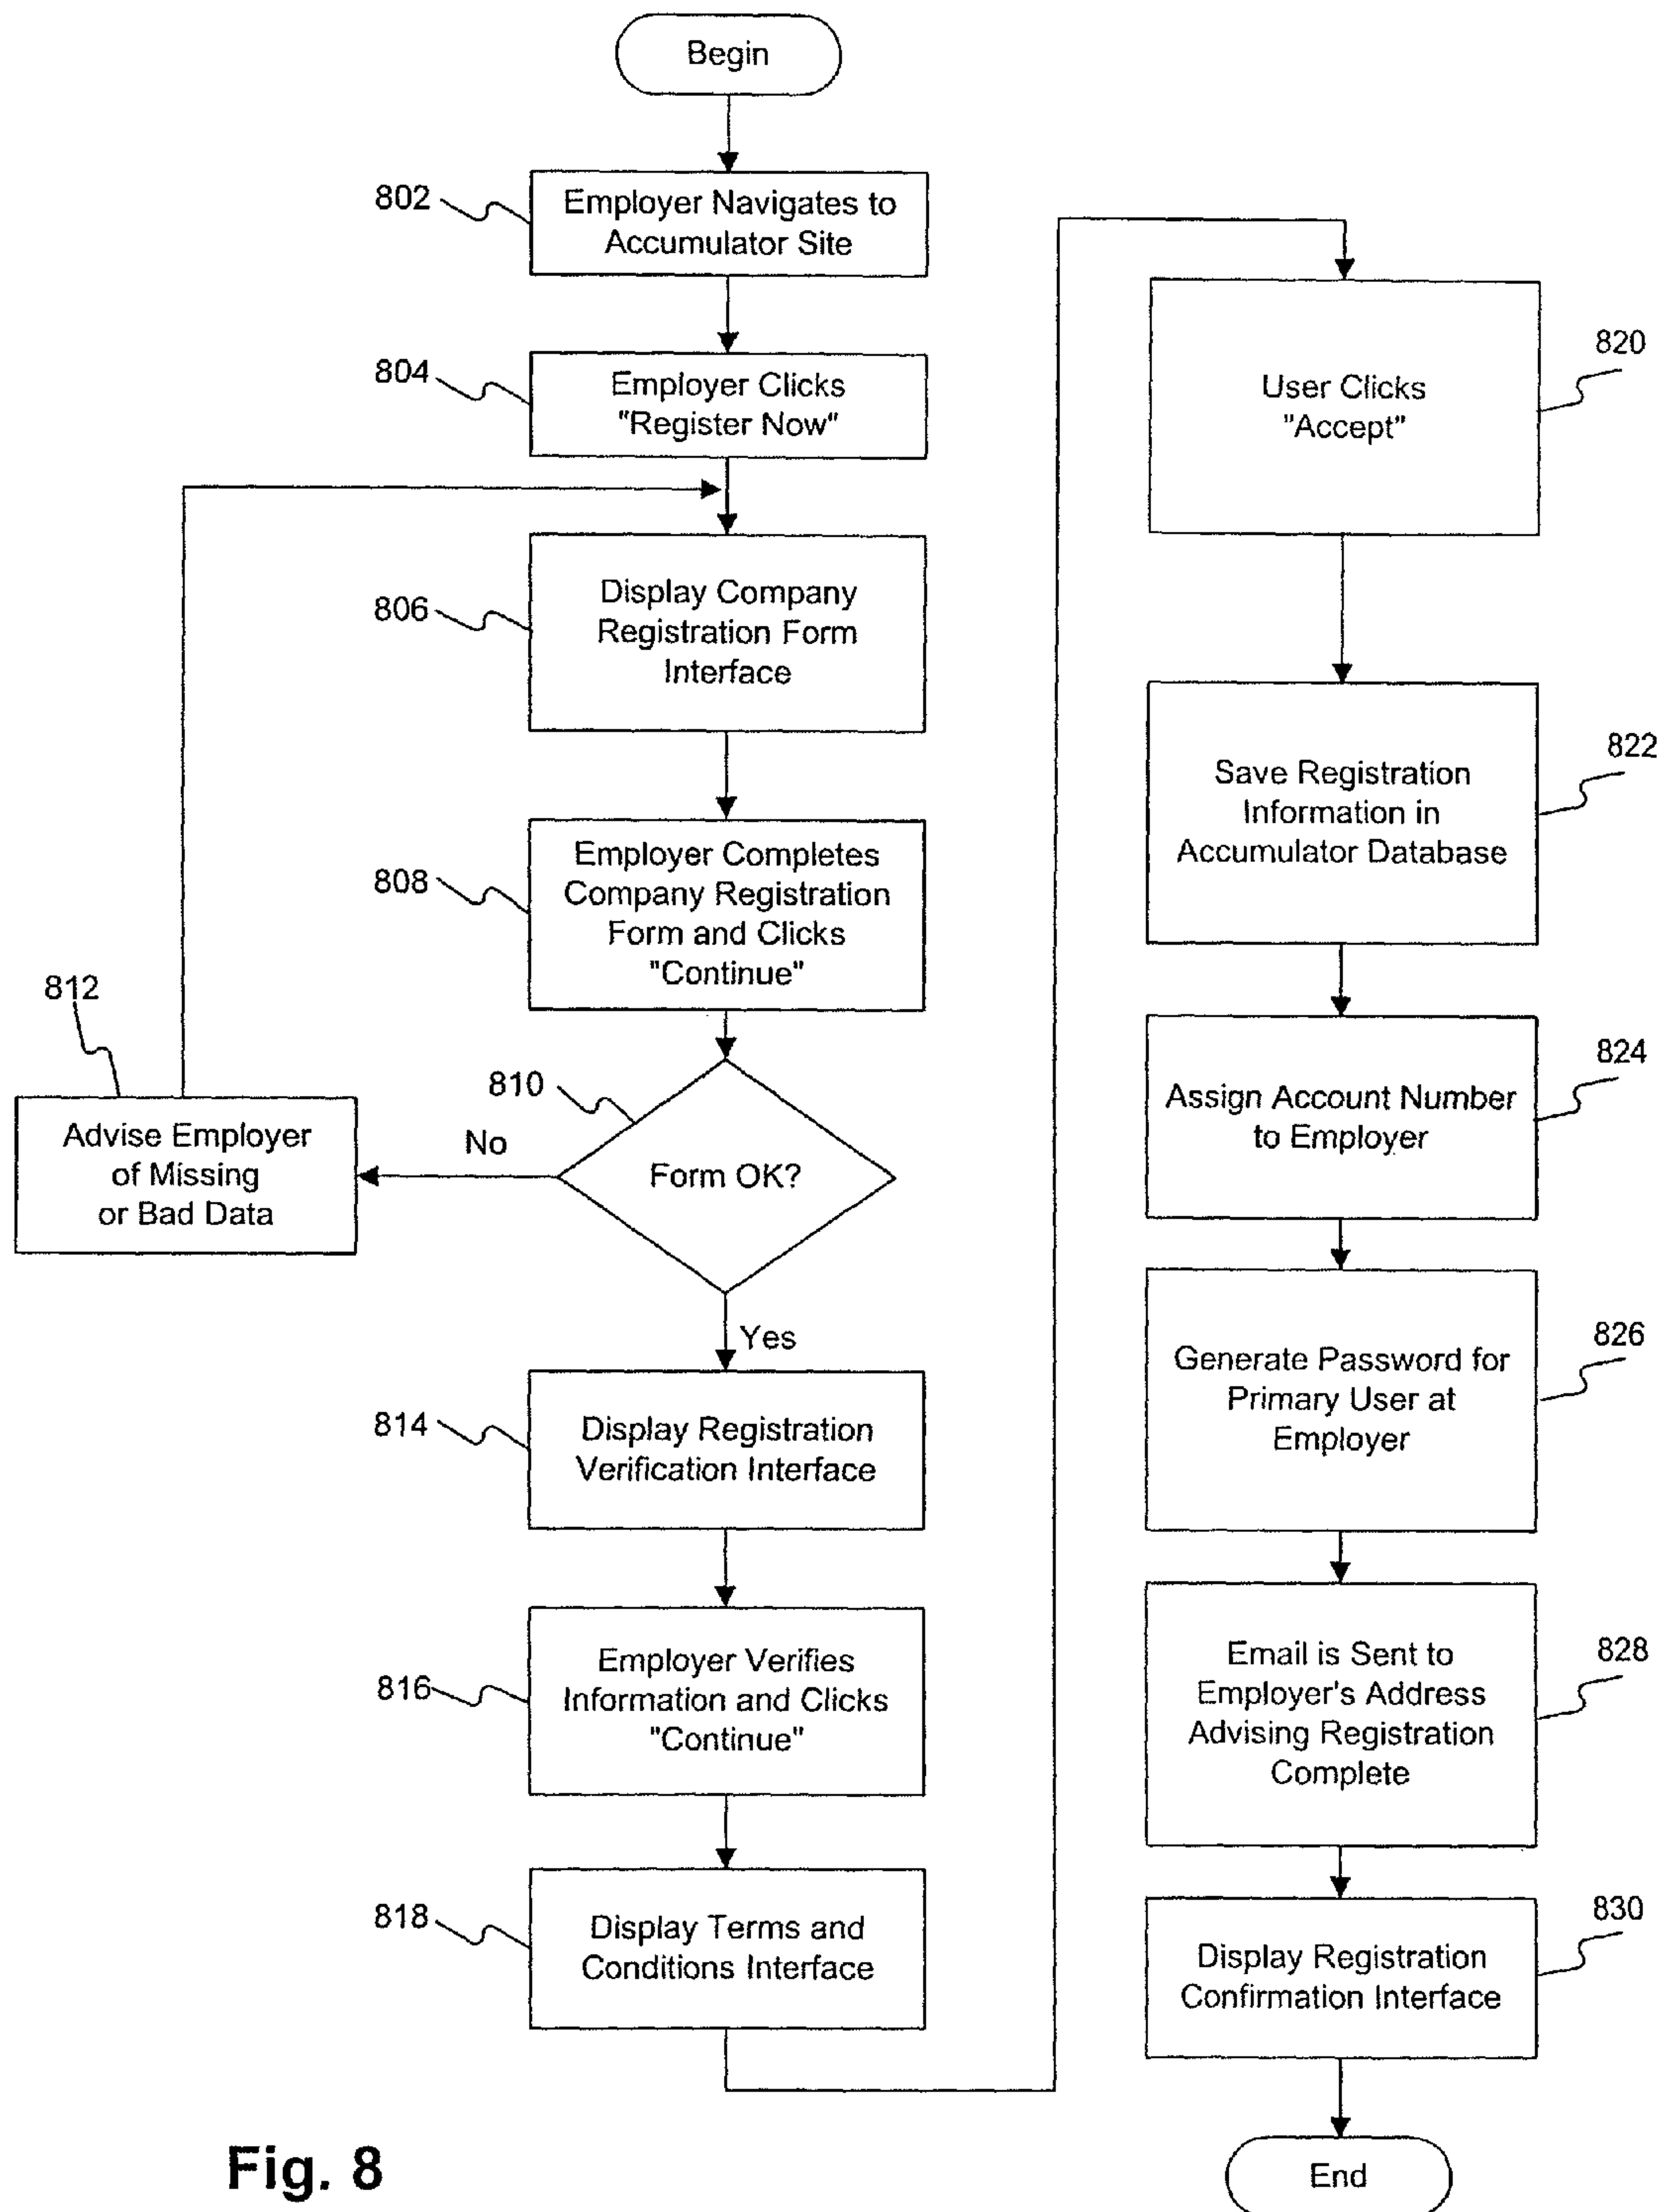 Begin
802
Employer Navigates to
Accumulator Site
804
Employer Clicks
"Register Now"
806
Display Company
Registration Form
Interface
808
Employer Completes
Company Registration
Form and Clicks
"Continue"
810
Form OK?
No
812
Advise Employer
of Missing
or Bad Data
Yes
814
Display Registration
Verification Interface
816
Employer Verifies
Information and Clicks
"Continue"
818
Display Terms and
Conditions Interface
820
User Clicks
"Accept"
822
Save Registration
Information in
Accumulator Database
824
Assign Account Number
to Employer
826
Generate Password for
Primary User at
Employer
828
Email is Sent to
Employer's Address
Advising Registration
Complete
830
Display Registration
Confirmation Interface
End
Fig. 8